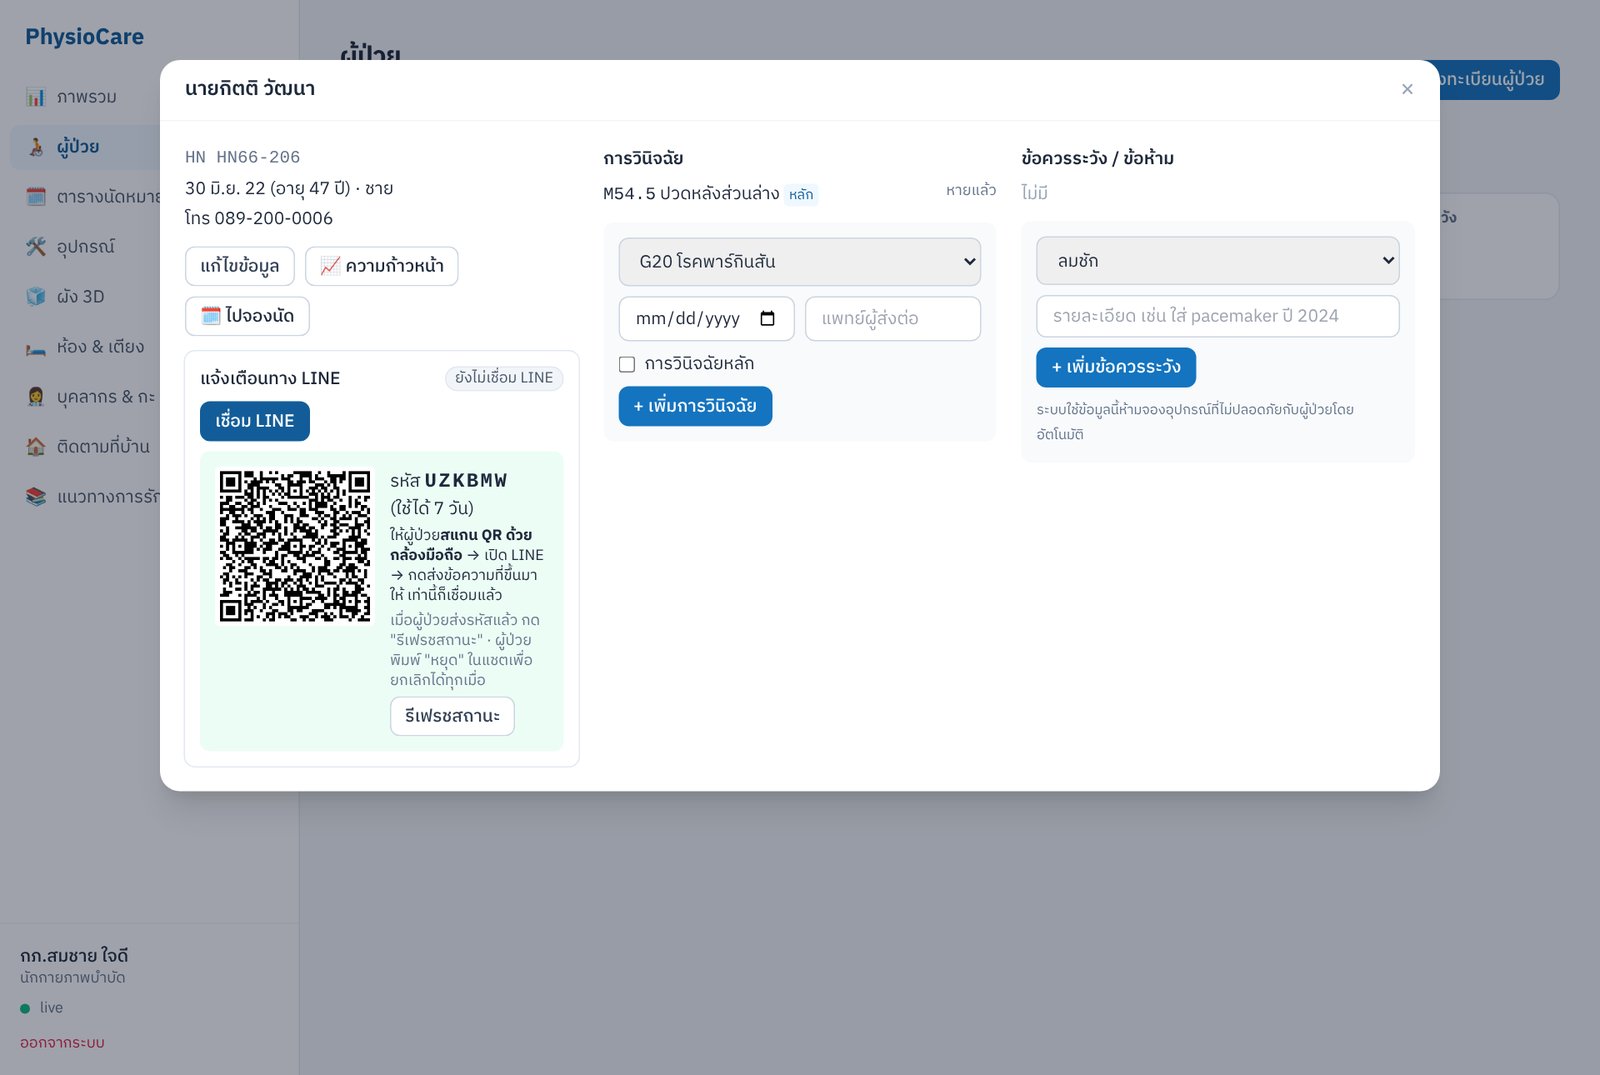 PhysioCare
ภาพรวม
ผู้ป่วย
ตารางนัดหมาย
อุปกรณ์
ผัง 3D
ห้อง & เตียง
บุคลากร & กะ
ติดตามที่บ้าน
แนวทางการรัก
กภ.สมชาย ใจดี
นักกายภาพบำบัด
live
ออกจากระบบ
ผู้ป่วย
งทะเบียนผู้ป่วย
วัง
นายกิตติ วัฒนา
×
HN HN66-206
30 มิ.ย. 22 (อายุ 47 ปี) · ชาย
โทร 089-200-0006
แก้ไขข้อมูล
ความก้าวหน้า
ไปจองนัด
แจ้งเตือนทาง LINE
ยังไม่เชื่อม LINE
เชื่อม LINE
รหัส UZKBMW
(ใช้ได้ 7 วัน)
ให้ผู้ป่วยสแกน QR ด้วย
กล้องมือถือ → เปิด LINE
→ กดส่งข้อความที่ขึ้นมา
ให้ เท่านี้ก็เชื่อมแล้ว
เมื่อผู้ป่วยส่งรหัสแล้ว กด
"รีเฟรชสถานะ" · ผู้ป่วย
พิมพ์ "หยุด" ในแชตเพื่อ
ยกเลิกได้ทุกเมื่อ
รีเฟรชสถานะ
การวินิจฉัย
M54.5 ปวดหลังส่วนล่าง หลัก
หายแล้ว
G20 โรคพาร์กินสัน
mm/dd/yyyy
แพทย์ผู้ส่งต่อ
การวินิจฉัยหลัก
+ เพิ่มการวินิจฉัย
ข้อควรระวัง / ข้อห้าม
ไม่มี
ลมชัก
รายละเอียด เช่น ใส่ pacemaker ปี 2024
+ เพิ่มข้อควรระวัง
ระบบใช้ข้อมูลนี้ห้ามจองอุปกรณ์ที่ไม่ปลอดภัยกับผู้ป่วยโดย
อัตโนมัติ